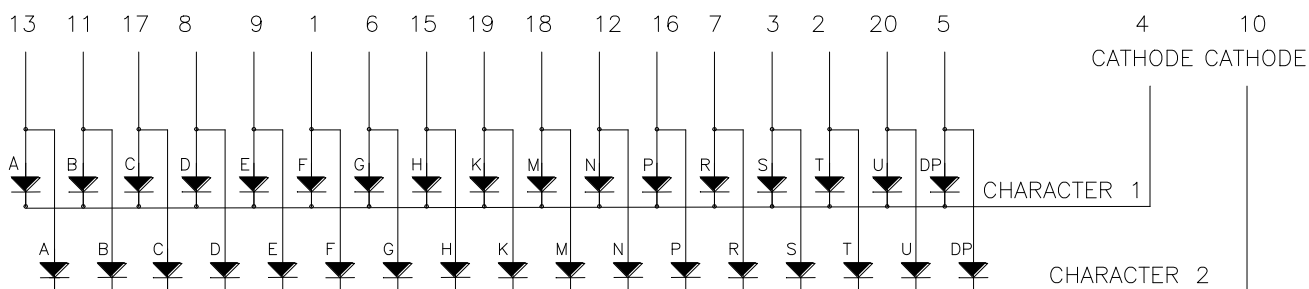 13 11 17 8 9 1 6 15 19 18 12 16 7 3 2 20 5 4 10
CATHODE CATHODE
A B C D E F G H K M N P R S T U DP
CHARACTER 1
A B C D E F G H K M N P R S T U DP
CHARACTER 2